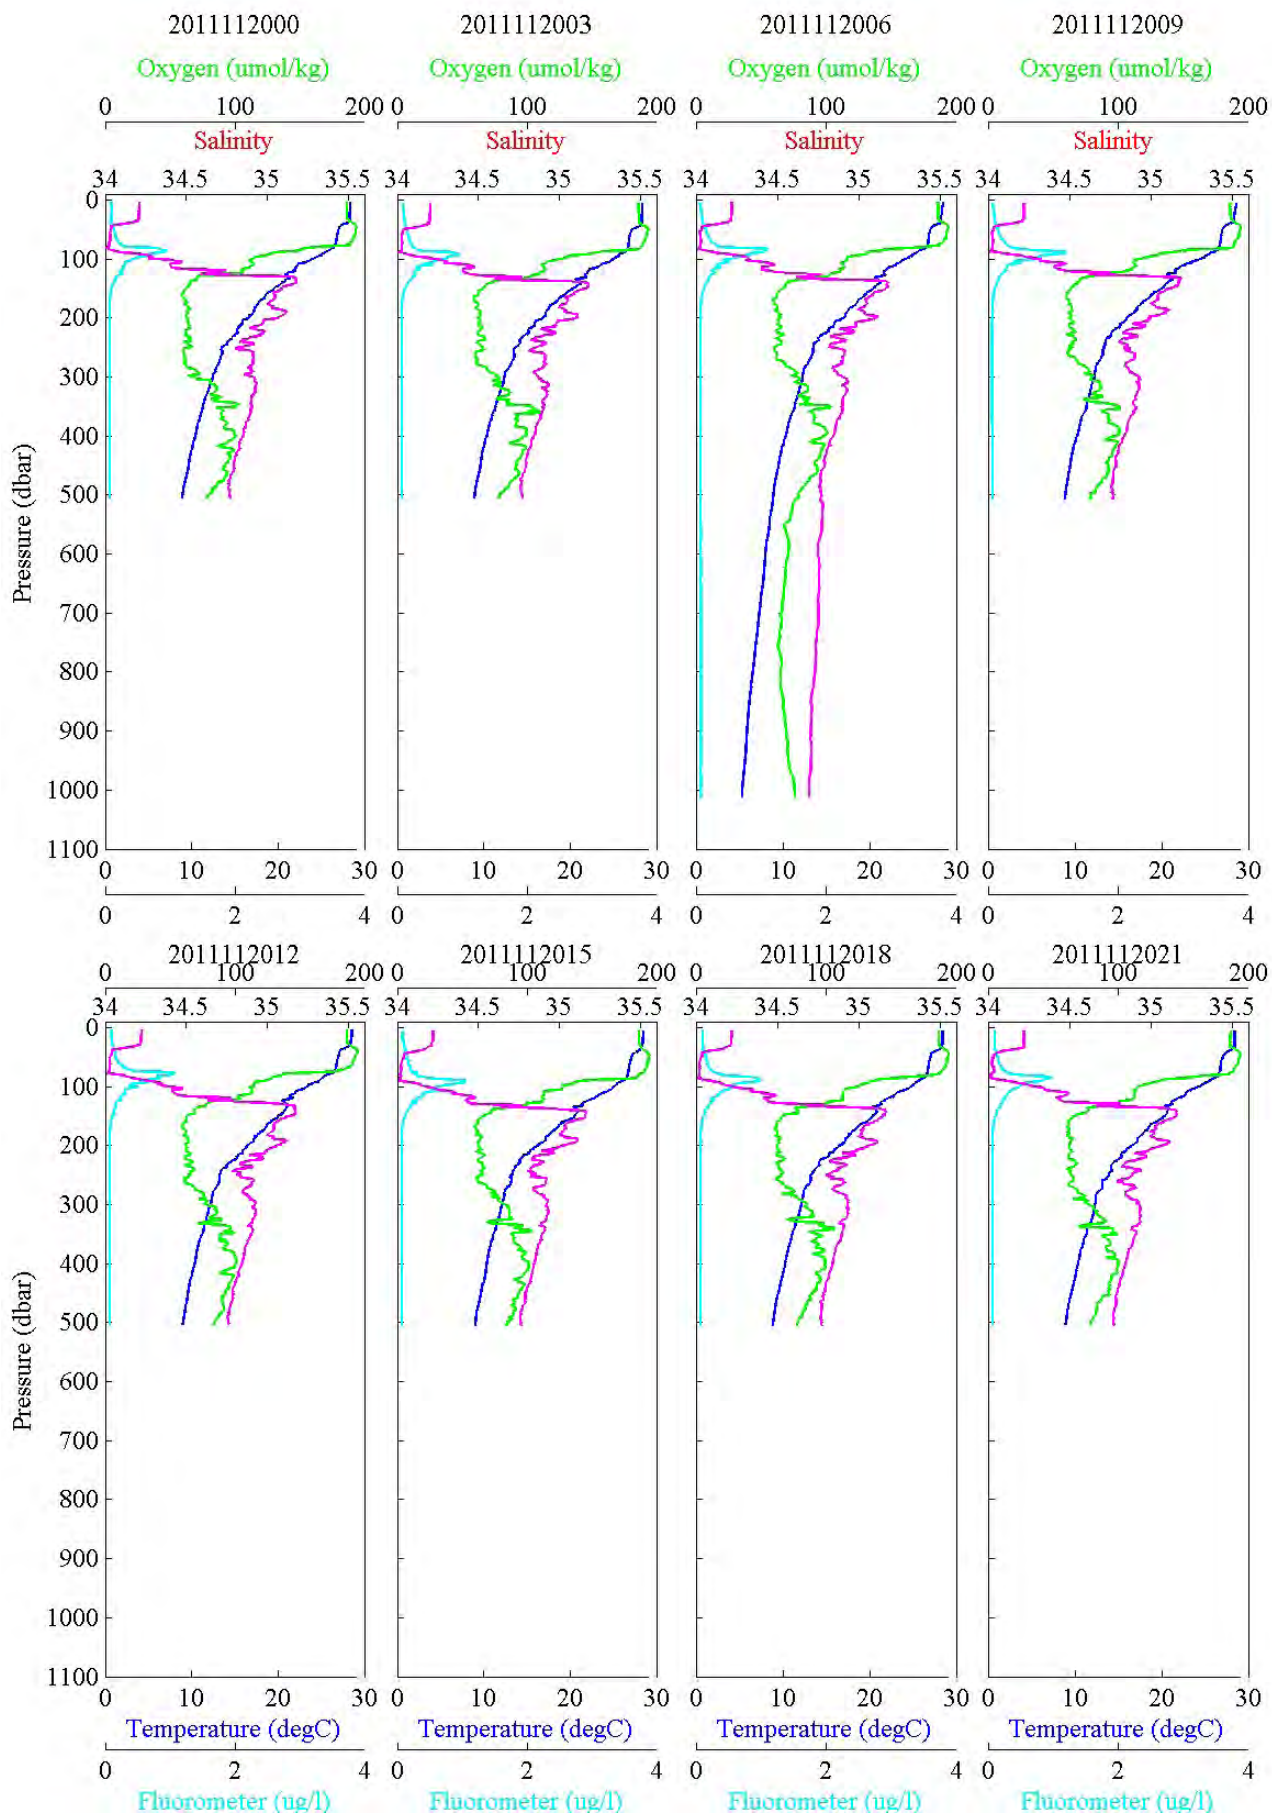 2011112000 2011112003 2011112006 2011112009
Oxygen (umol/kg) Oxygen (umol/kg) Oxygen (umol/kg) Oxygen (umol/kg)
0 100 200 0 100 200 0 100 200 0 100 200
Salinity Salinity Salinity Salinity
34 34.5 35 35.5 34 34.5 35 35.5 34 34.5 35 35.5 34 34.5 35 35.5
0
100
200
300
400
500
600
700
800
900
1000
1100
Pressure (dbar)
0 10 20 30 0 10 20 30 0 10 20 30 0 10 20 30
0 2 4 0 2 4 0 2 4 0 2 4
2011112012 2011112015 2011112018 2011112021
0 100 200 0 100 200 0 100 200 0 100 200
34 34.5 35 35.5 34 34.5 35 35.5 34 34.5 35 35.5 34 34.5 35 35.5
0
100
200
300
400
500
600
700
800
900
1000
1100
Pressure (dbar)
0 10 20 30 0 10 20 30 0 10 20 30 0 10 20 30
Temperature (degC) Temperature (degC) Temperature (degC) Temperature (degC)
0 2 4 0 2 4 0 2 4 0 2 4
Fluorometer (ug/l) Fluorometer (ug/l) Fluorometer (ug/l) Fluorometer (ug/l)